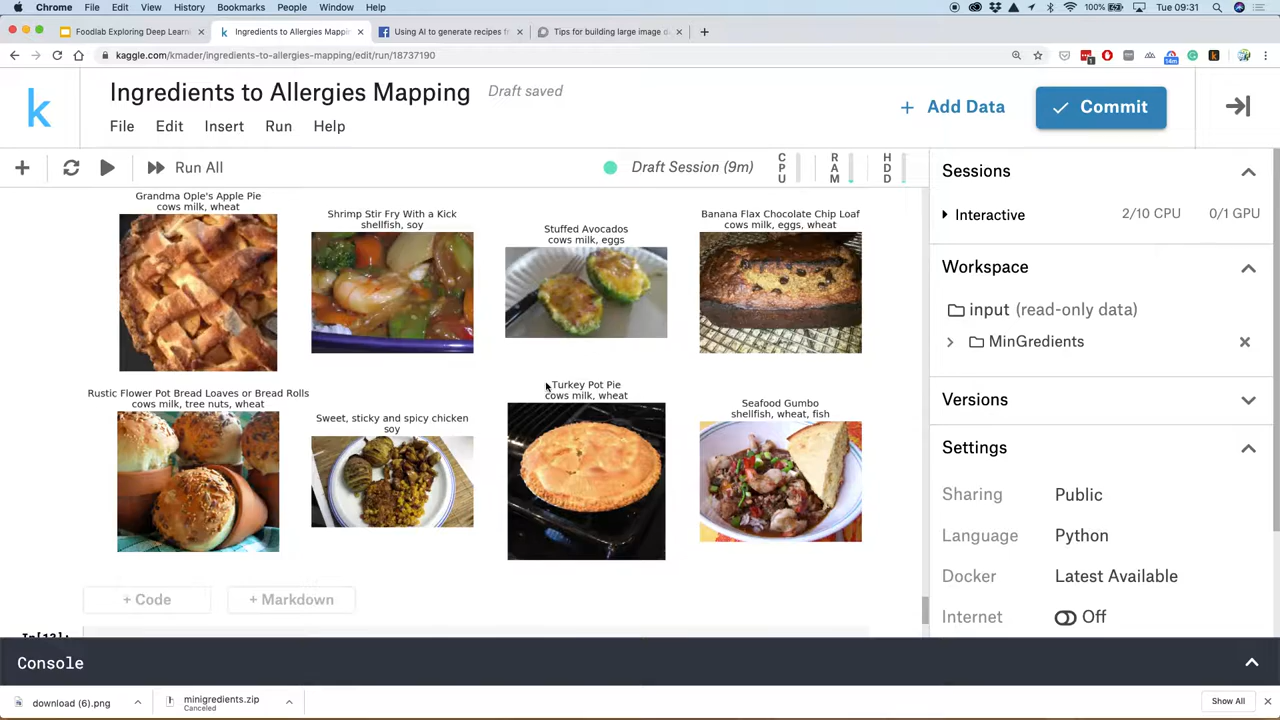 Chrome File Edit View History Bookmarks People Window Help
100% Tue 09:31
Foodlab Exploring Deep Learni
Ingredients to Allergies Mappin
Using AI to generate recipes fr
Tips for building large image da
kaggle.com/kmader/ingredients-to-allergies-mapping/edit/run/18737190
Ingredients to Allergies Mapping
Draft saved
Add Data
Commit
File Edit Insert Run Help
Run All
Draft Session (9m)
CPU
RAM
HDD
Sessions
Interactive
2/10 CPU
0/1 GPU
Workspace
input (read-only data)
MinGredients
Versions
Settings
Sharing Public
Language Python
Docker Latest Available
Internet Off
Grandma Ople's Apple Pie
cows milk, wheat
Shrimp Stir Fry With a Kick
shellfish, soy
Stuffed Avocados
cows milk, eggs
Banana Flax Chocolate Chip Loaf
cows milk, eggs, wheat
Rustic Flower Pot Bread Loaves or Bread Rolls
cows milk, tree nuts, wheat
Sweet, sticky and spicy chicken
soy
Turkey Pot Pie
cows milk, wheat
Seafood Gumbo
shellfish, wheat, fish
+ Code
+ Markdown
Console
download (6).png
minigredients.zip
Canceled
Show All